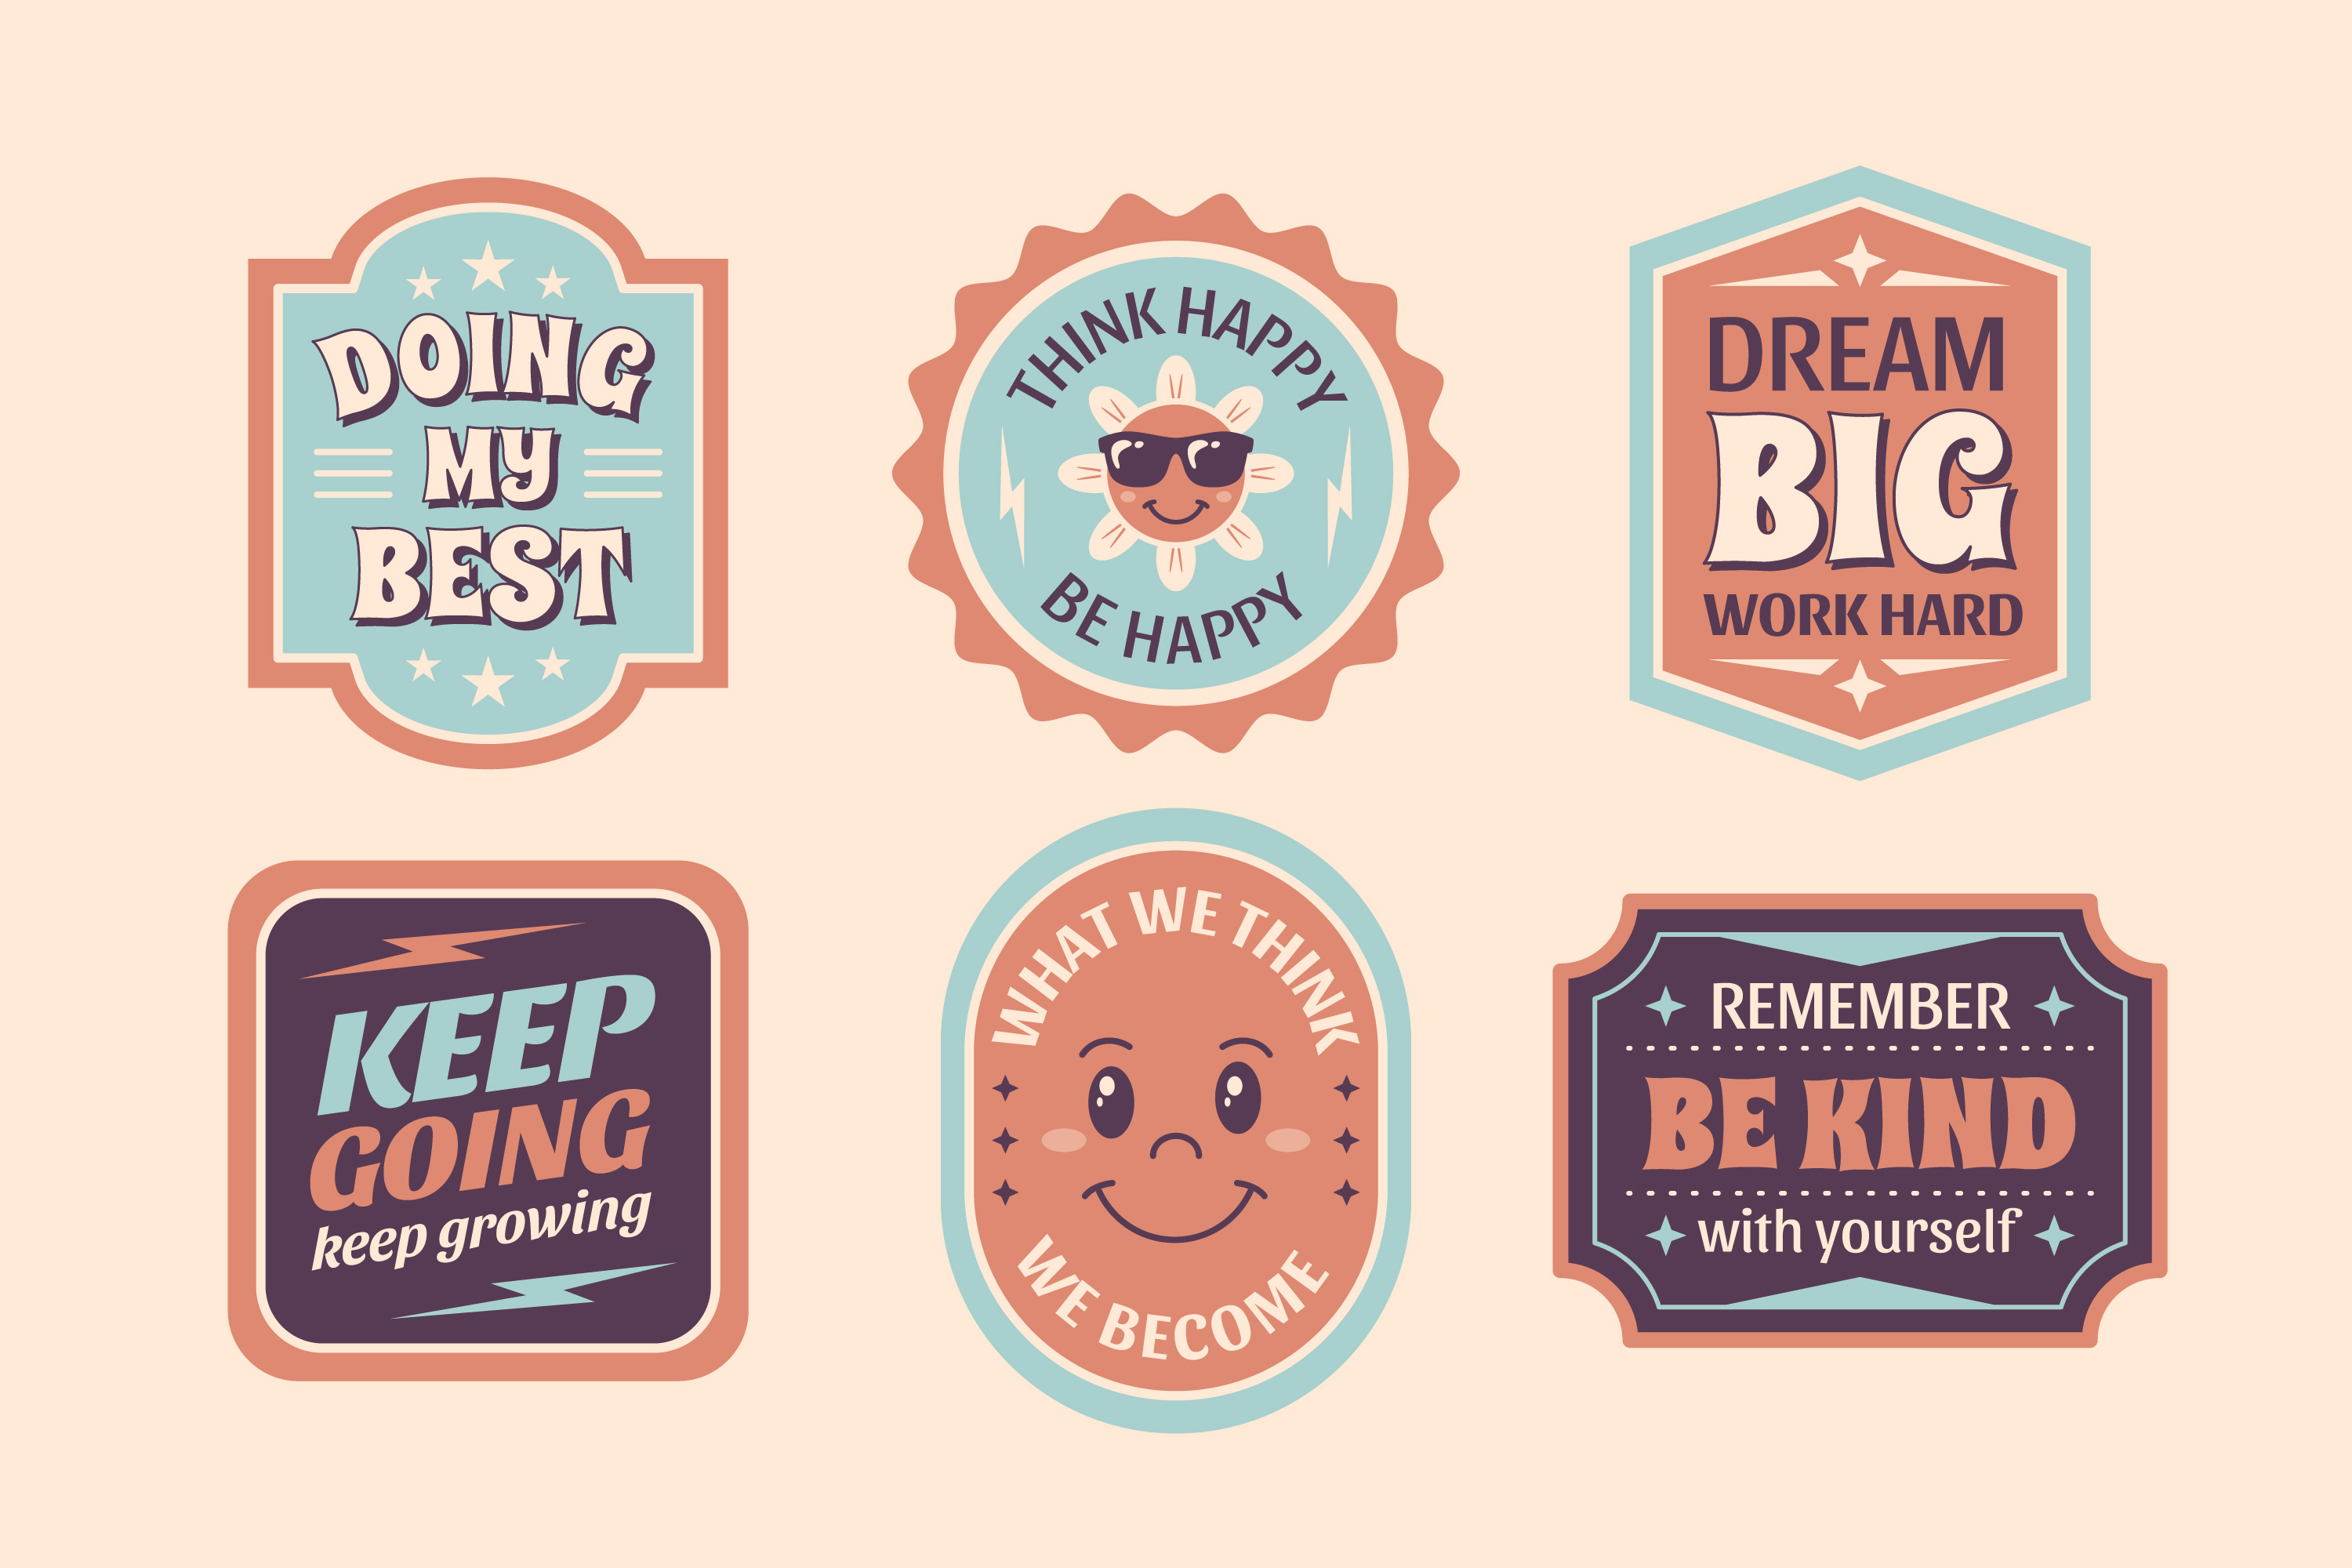 DOING
MY
BEST
THINK HAPPY
BE HAPPY
DREAM
BIG
WORK HARD
KEEP
GOING
keep growing
WHAT WE THINK
WE BECOME
REMEMBER
BE KIND
with yourself